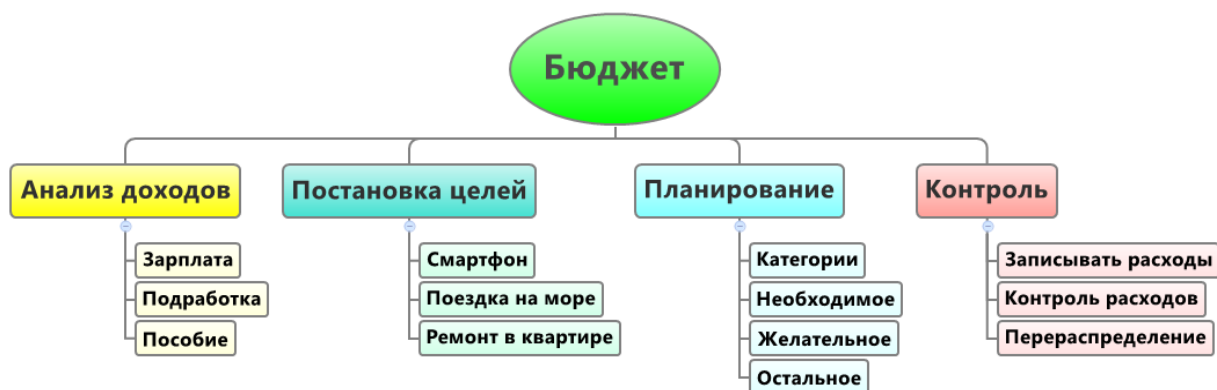 Бюджет
Анализ доходов
Зарплата
Подработка
Пособие
Постановка целей
Смартфон
Поездка на море
Ремонт в квартире
Планирование
Категории
Необходимое
Желательное
Остальное
Контроль
Записывать расходы
Контроль расходов
Перераспределение